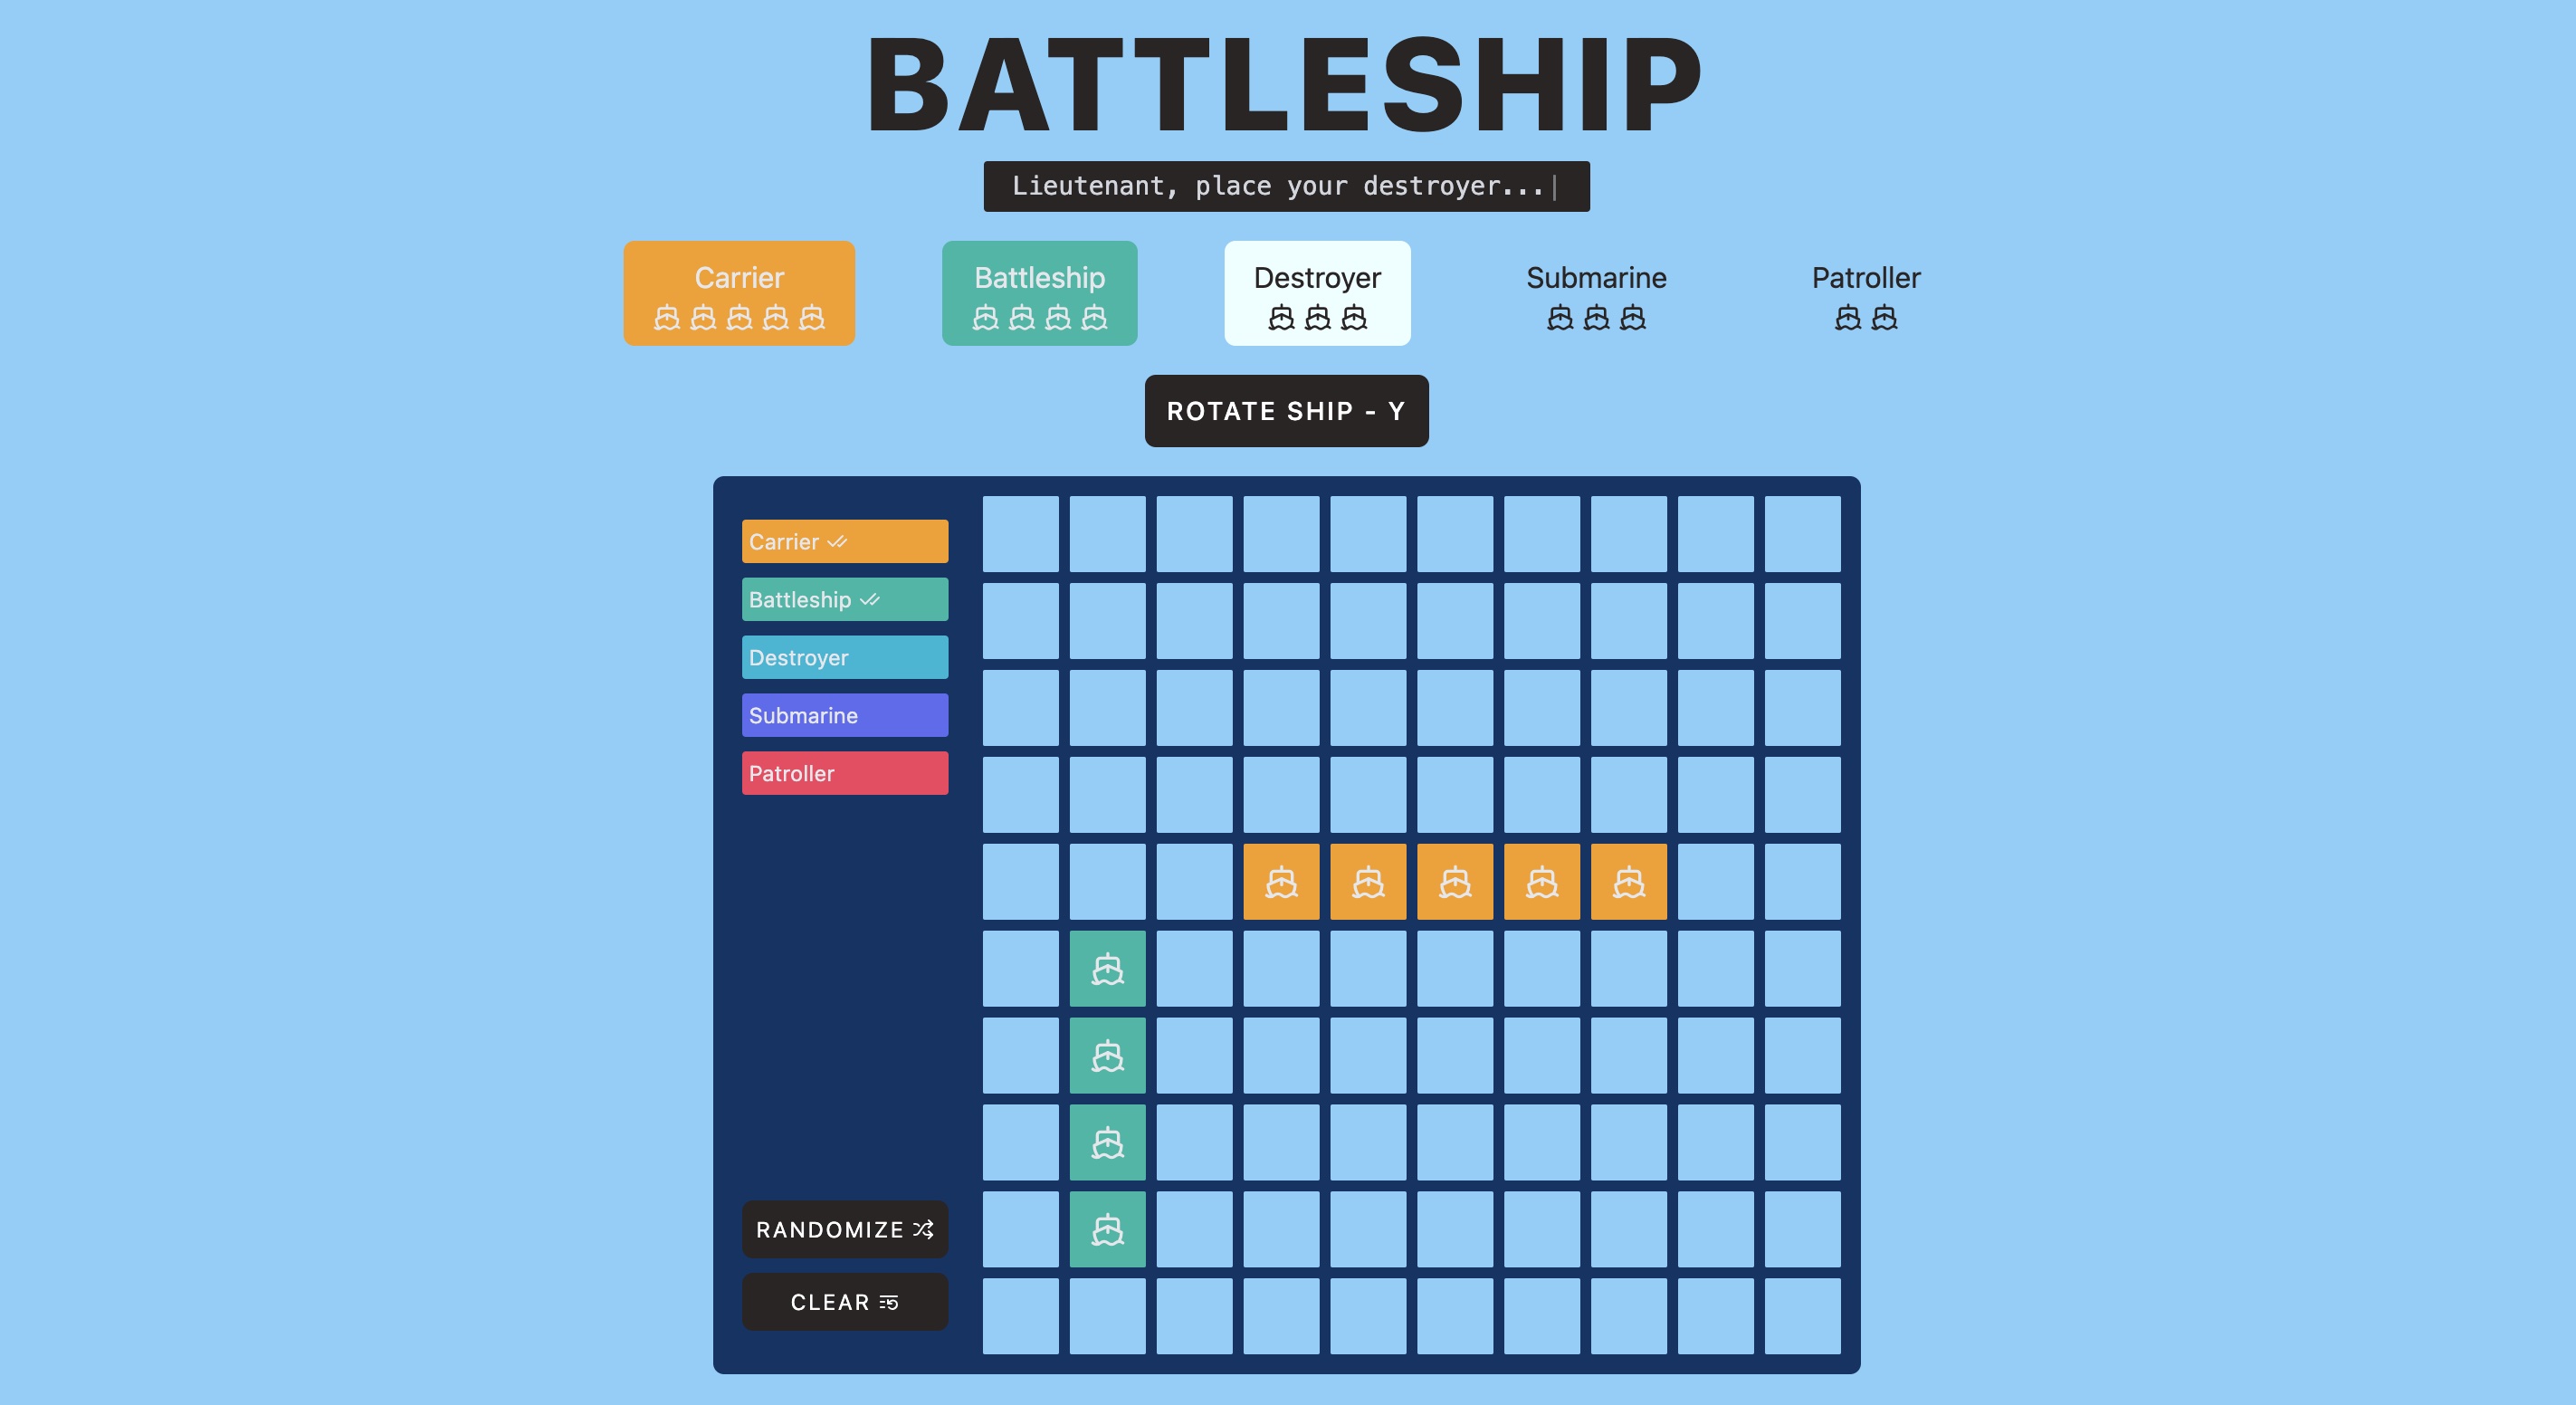 BATTLESHIP
Lieutenant, place your destroyer...
Carrier
Battleship
Destroyer
Submarine
Patroller
ROTATE SHIP - Y
Carrier
Battleship
Destroyer
Submarine
Patroller
RANDOMIZE
CLEAR